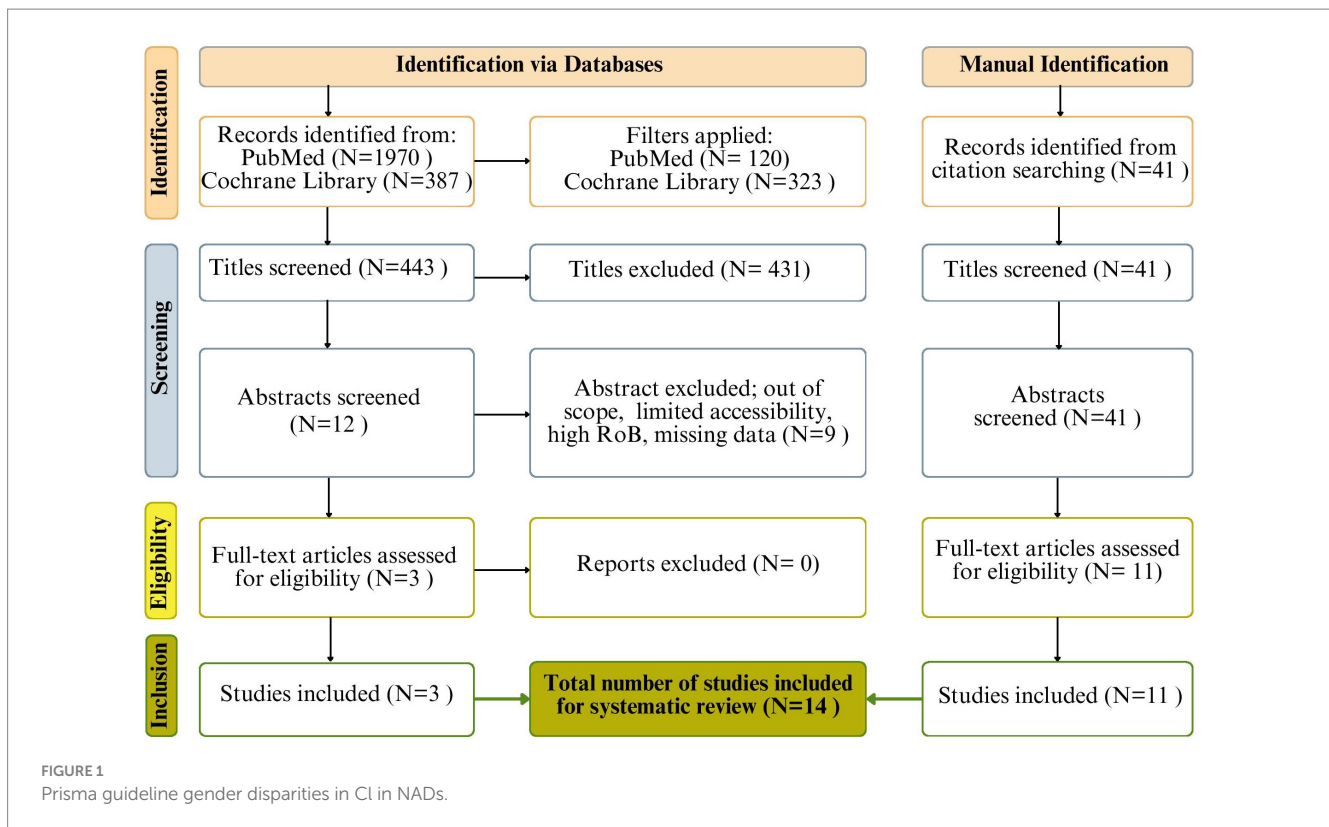 Identification
Identification via Databases
Manual Identification
Records identified from:
PubMed (N=1970 )
Cochrane Library (N=387 )
Filters applied:
PubMed (N= 120)
Cochrane Library (N=323 )
Records identified from
citation searching (N=41 )
Screening
Titles screened (N=443 )
Titles excluded (N= 431)
Titles screened (N=41 )
Abstracts screened
(N=12 )
Abstract excluded; out of
scope, limited accessibility,
high RoB, missing data (N=9 )
Abstracts
screened (N=41 )
Eligibility
Full-text articles assessed
for eligibility (N=3 )
Reports excluded (N= 0)
Full-text articles assessed
for eligibility (N= 11)
Inclusion
Studies included (N=3 )
Total number of studies included
for systematic review (N=14 )
Studies included (N=11 )
FIGURE 1
Prisma guideline gender disparities in CI in NADs.